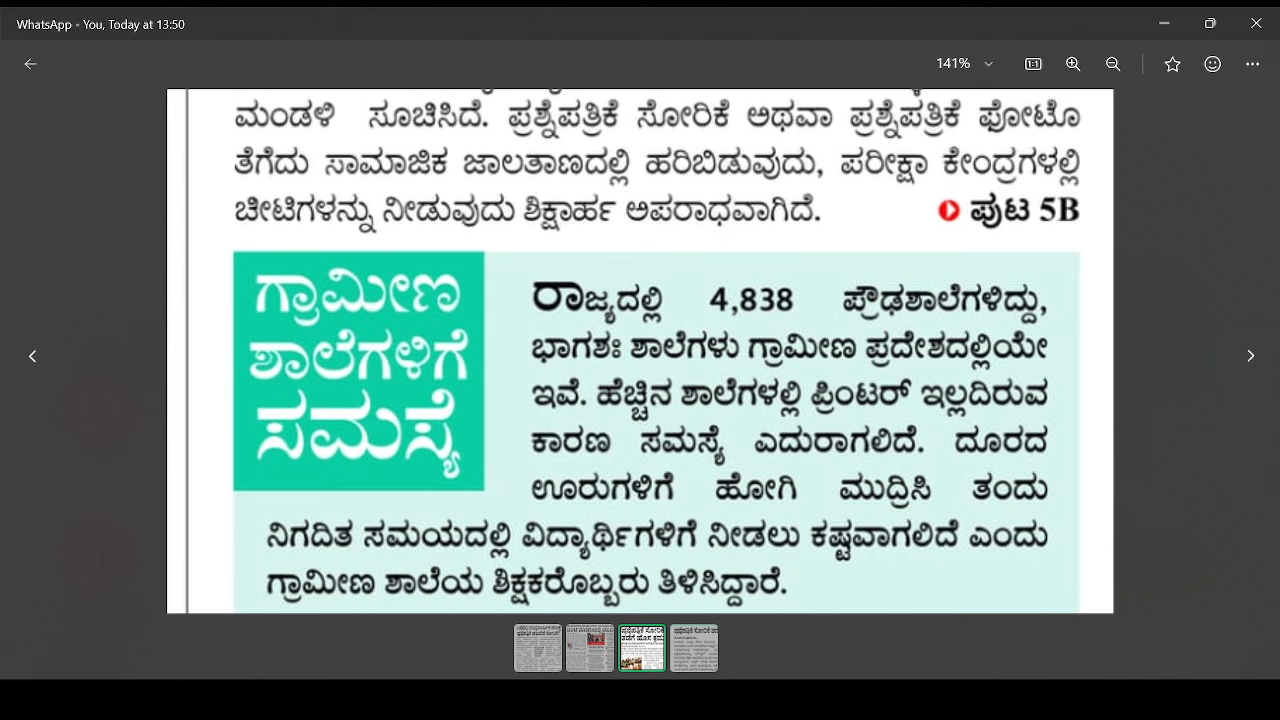 WhatsApp - You, Today at 13:50
141%
ಮಂಡಳಿ ಸೂಚಿಸಿದೆ. ಪ್ರಶ್ನೆಪತ್ರಿಕೆ ಸೋರಿಕೆ ಅಥವಾ ಪ್ರಶ್ನೆಪತ್ರಿಕೆ ಫೋಟೊ
ತೆಗೆದು ಸಾಮಾಜಿಕ ಜಾಲತಾಣದಲ್ಲಿ ಹರಿಬಿಡುವುದು, ಪರೀಕ್ಷಾ ಕೇಂದ್ರಗಳಲ್ಲಿ
ಚೀಟಿಗಳನ್ನು ನೀಡುವುದು ಶಿಕ್ಷಾರ್ಹ ಅಪರಾಧವಾಗಿದೆ. ಪುಟ 5B
ಗ್ರಾಮೀಣ
ಶಾಲೆಗಳಿಗೆ
ಸಮಸ್ಯೆ
ರಾಜ್ಯದಲ್ಲಿ 4,838 ಪ್ರೌಢಶಾಲೆಗಳಿದ್ದು,
ಭಾಗಶಃ ಶಾಲೆಗಳು ಗ್ರಾಮೀಣ ಪ್ರದೇಶದಲ್ಲಿಯೇ
ಇವೆ. ಹೆಚ್ಚಿನ ಶಾಲೆಗಳಲ್ಲಿ ಪ್ರಿಂಟರ್ ಇಲ್ಲದಿರುವ
ಕಾರಣ ಸಮಸ್ಯೆ ಎದುರಾಗಲಿದೆ. ದೂರದ
ಊರುಗಳಿಗೆ ಹೋಗಿ ಮುದ್ರಿಸಿ ತಂದು
ನಿಗದಿತ ಸಮಯದಲ್ಲಿ ವಿದ್ಯಾರ್ಥಿಗಳಿಗೆ ನೀಡಲು ಕಷ್ಟವಾಗಲಿದೆ ಎಂದು
ಗ್ರಾಮೀಣ ಶಾಲೆಯ ಶಿಕ್ಷಕರೊಬ್ಬರು ತಿಳಿಸಿದ್ದಾರೆ.